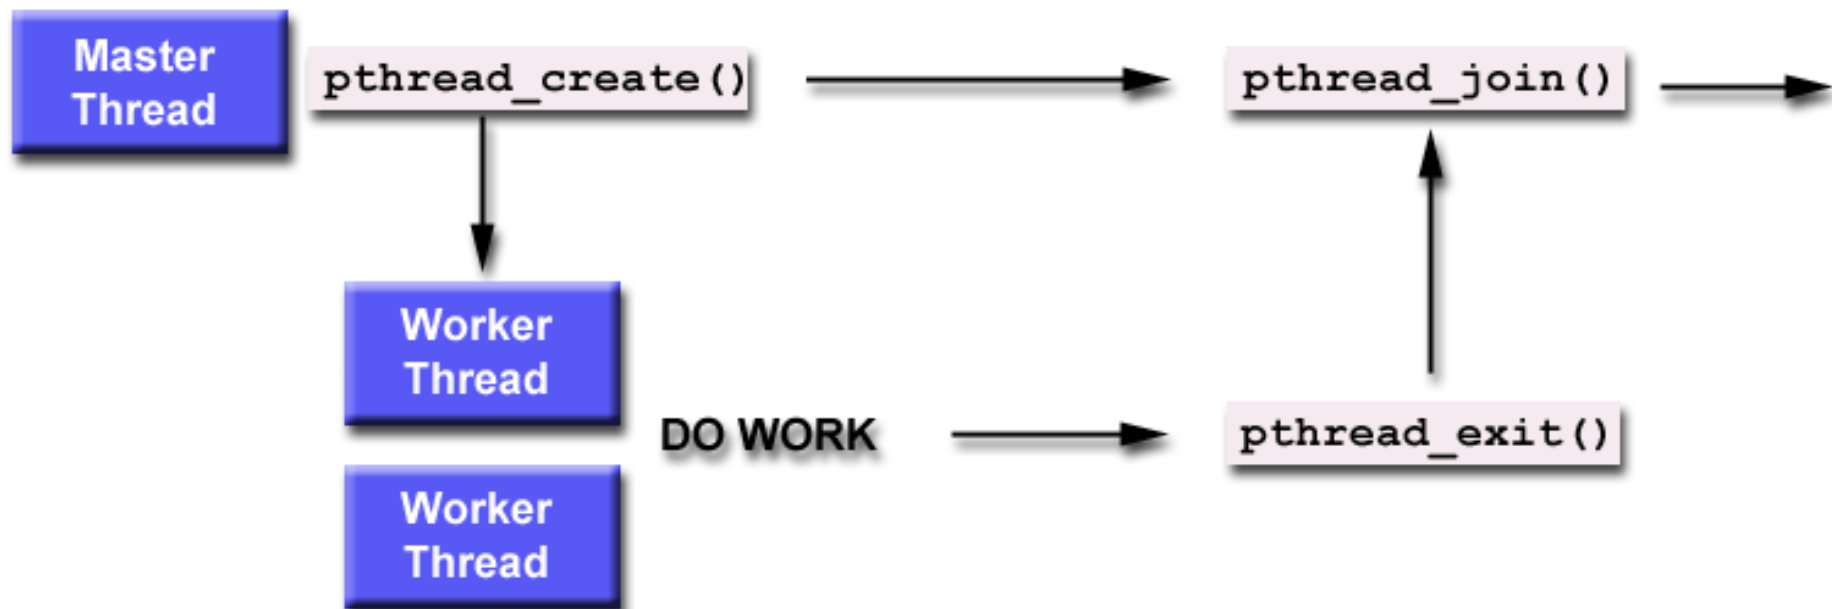 Master
Thread
pthread_create()
pthread_join()
Worker
Thread
DO WORK
pthread_exit()
Worker
Thread